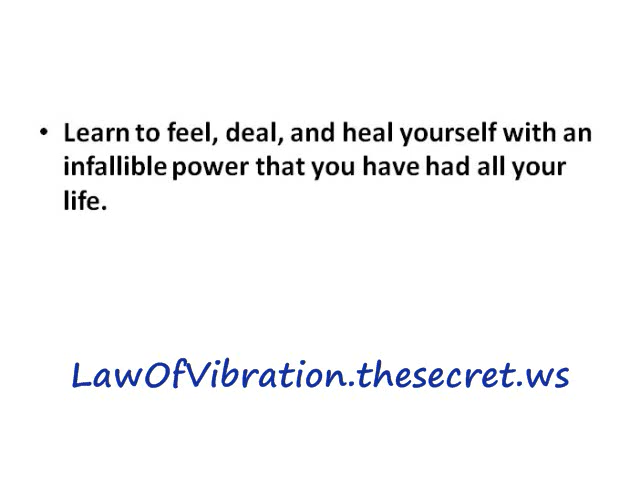 • Learn to feel, deal, and heal yourself with an
infallible power that you have had all your
life.
LawOfVibration.thesecret.ws